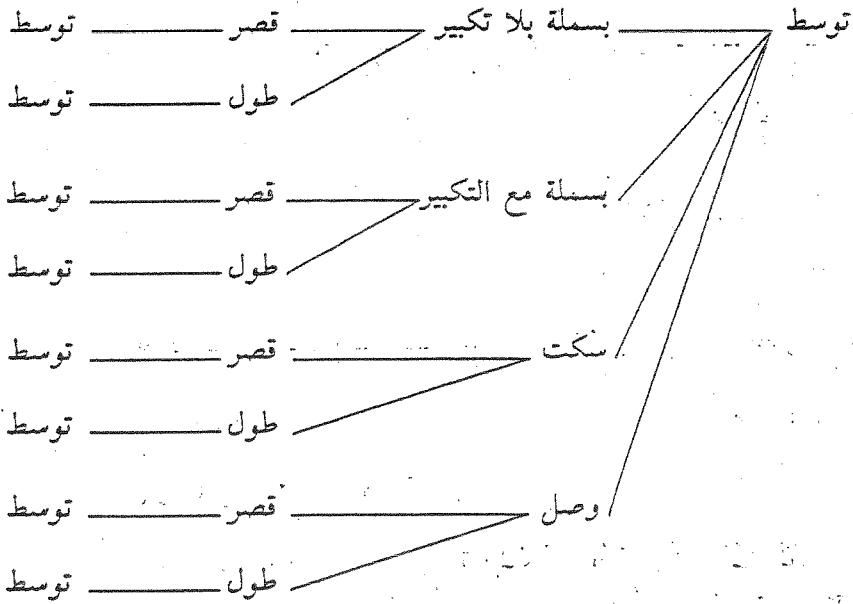 توسط بسملة بلا تكبير قصر توسط
طول توسط
بسملة مع التكبير قصر توسط
طول توسط
سكت قصر توسط
طول توسط
وصل قصر توسط
طول توسط